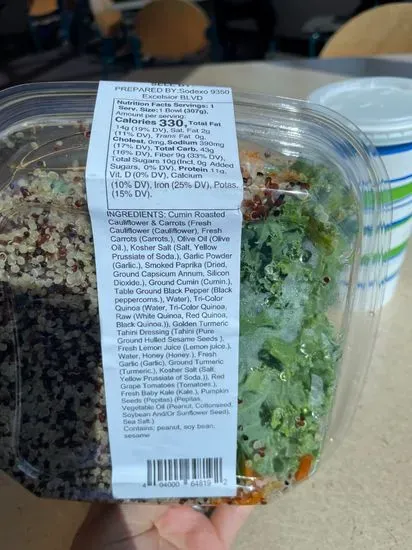 PREPARED BY:Sodexo 9350
Excelsior BLVD
Nutrition Facts Servings: 1
Serv. Size:1 Bowl (307g).
Amount per serving:
Calories 330, Total Fat
14g (19% DV), Sat. Fat 2g
(11% DV), Trans Fat 0g,
Cholest. 0mg, Sodium 390mg
(17% DV), Total Carb. 43g
(16% DV), Fiber 9g (33% DV),
Total Sugars 10g(Incl. 0g Added
Sugars, 0% DV), Protein 11g,
Vit. D (0% DV), Calcium
(10% DV), Iron (25% DV), Potas.
(15% DV).
INGREDIENTS: Cumin Roasted
Cauliflower & Carrots (Fresh
Cauliflower (Cauliflower), Fresh
Carrots (Carrots.), Olive Oil (Olive
Oil.), Kosher Salt (Salt, Yellow
Prussiate of Soda.), Garlic Powder
(Garlic.), Smoked Paprika (Dried,
Ground Capsicum Annum, Silicon
Dioxide.), Ground Cumin (Cumin.),
Table Ground Black Pepper (Black
peppercorns.), Water), Tri-Color
Quinoa (Water, Tri-Color Quinoa,
Raw (White Quinoa, Red Quinoa,
Black Quinoa)), Golden Turmeric
Tahini Dressing (Tahini (Pure
Ground Hulled Sesame Seeds ),
Fresh Lemon Juice (Lemon juice.),
Water, Honey (Honey.), Fresh
Garlic (Garlic), Ground Turmeric
(Turmeric.), Kosher Salt (Salt,
Yellow Prussiate of Soda.)), Red
Grape Tomatoes (Tomatoes.),
Fresh Baby Kale (Kale.), Pumpkin
Seeds (Pepitas) (Pepitas,
Vegetable Oil (Peanut, Cottonseed,
Soybean And/Or Sunflower Seed),
Sea Salt.)
Contains: peanut, soy bean,
sesame
4 94000 64819 2